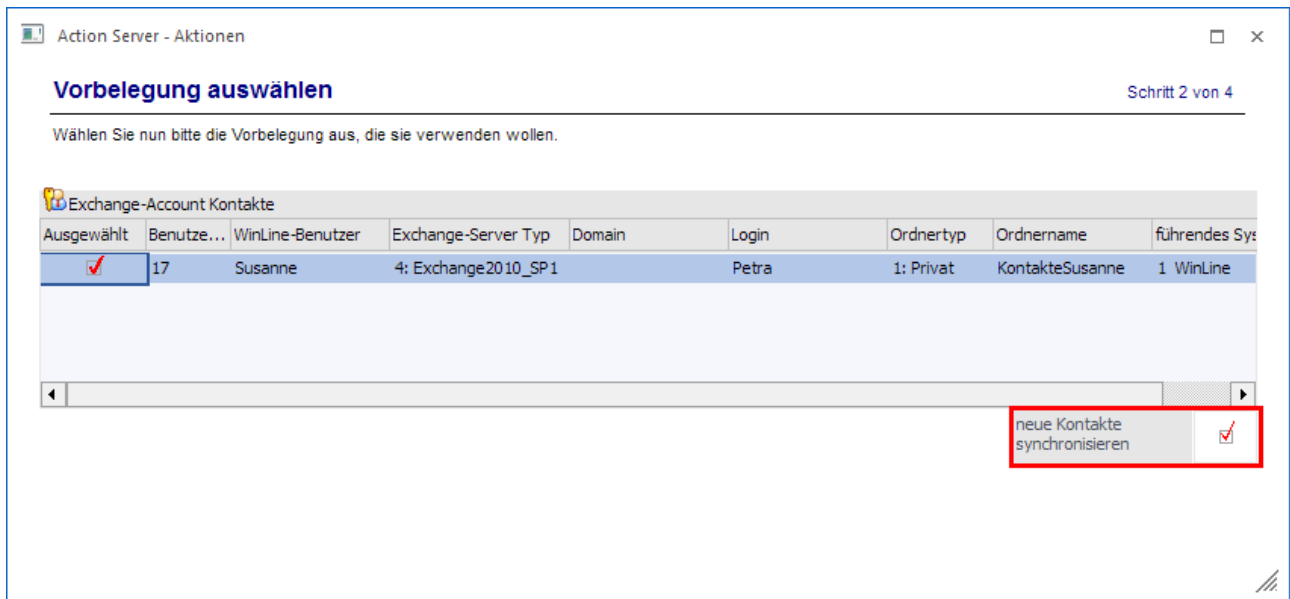 Action Server - Aktionen
Vorbelegung auswählen
Schritt 2 von 4
Wählen Sie nun bitte die Vorbelegung aus, die sie verwenden wollen.
Exchange-Account Kontakte
Ausgewählt Benutze... WinLine-Benutzer Exchange-Server Typ Domain Login Ordnertyp Ordnername führendes Sys
17 Susanne 4: Exchange2010_SP1 Petra 1: Privat KontakteSusanne 1 WinLine
neue Kontakte
synchronisieren